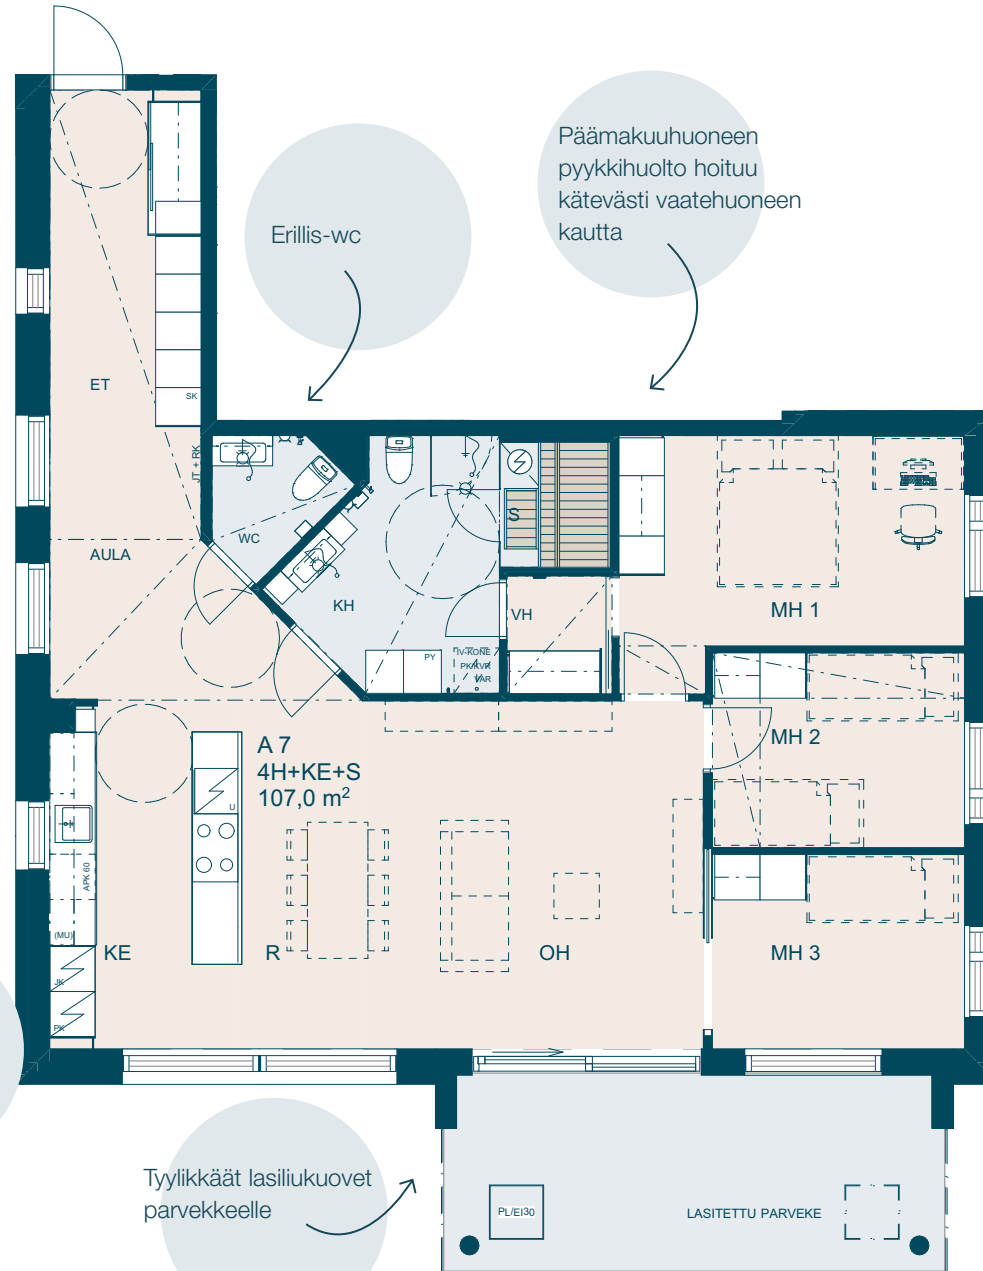 Päämakuuhuoneen
pyykkihuolto hoituu
kätevästi vaatehuoneen
kautta
Erillis-wc
ET
SK
JT + RK
S
WC
AULA
KH
VH
MH 1
PY
IV-KONE
PK/KVR
VAR
MH 2
A 7
4H+KE+S
107,0 m²
U
APK 60
(MU)
KE
R
OH
MH 3
JK
PK
Tyylikkäät lasiliukuovet
parvekkeelle
PL/EI30
LASITETTU PARVEKE